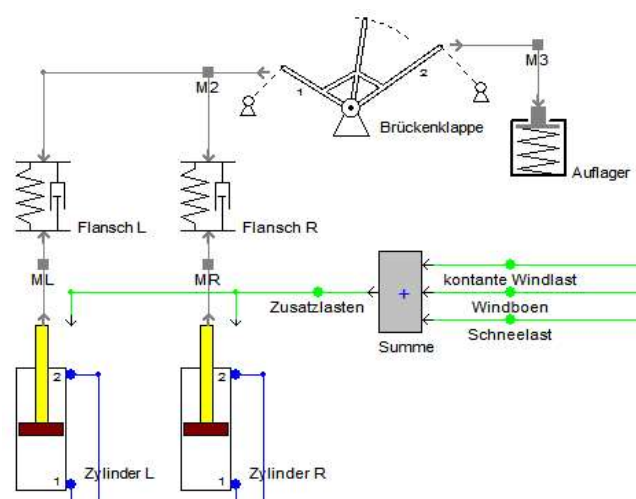 M2
1
2
M3
Brückenklappe
Auflager
Flansch L
Flansch R
ML
MR
kontante Windlast
Zusatzlasten
+
Windboen
Summe
Schneelast
2
2
Zylinder L
Zylinder R
1
1